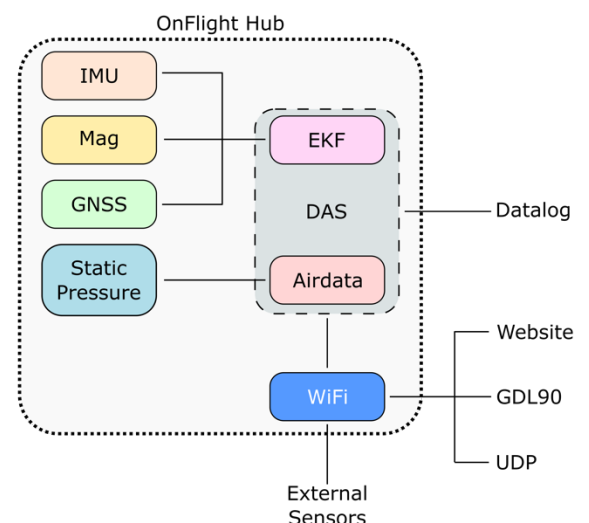 OnFlight Hub
IMU
Mag
GNSS
Static
Pressure
EKF
DAS
Airdata
WiFi
Datalog
Website
GDL90
UDP
External
Sensors